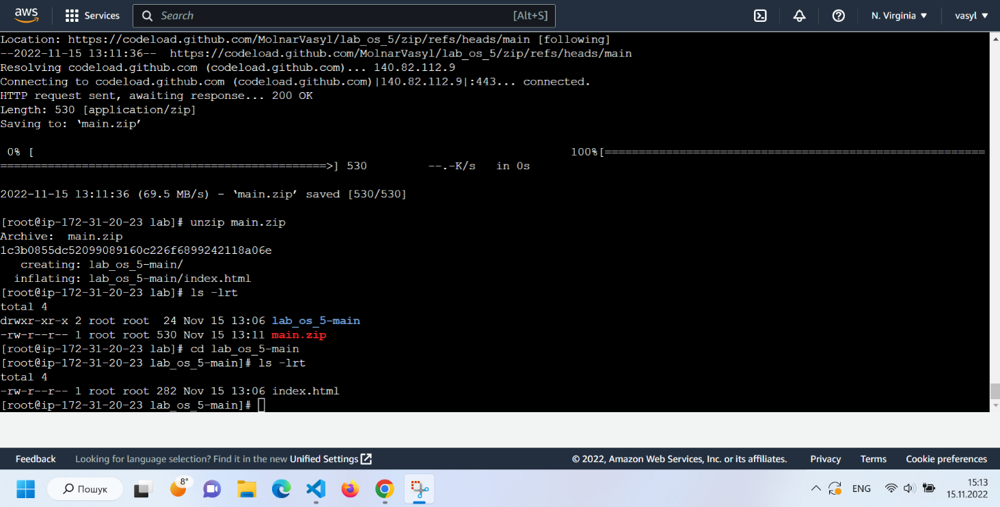 aws
Services
Search
[Alt+S]
N. Virginia
vasyl
Location: https://codeload.github.com/MolnarVasyl/lab_os_5/zip/refs/heads/main [following]
--2022-11-15 13:11:36--  https://codeload.github.com/MolnarVasyl/lab_os_5/zip/refs/heads/main
Resolving codeload.github.com (codeload.github.com)... 140.82.112.9
Connecting to codeload.github.com (codeload.github.com)|140.82.112.9|:443... connected.
HTTP request sent, awaiting response... 200 OK
Length: 530 [application/zip]
Saving to: ‘main.zip’
0% [                                                                                100%[========================================================
================================================>] 530         --.-K/s   in 0s
2022-11-15 13:11:36 (69.5 MB/s) - ‘main.zip’ saved [530/530]
[root@ip-172-31-20-23 lab]# unzip main.zip
Archive:  main.zip
1c3b0855dc52099089160c226f6899242118a06e
   creating: lab_os_5-main/
  inflating: lab_os_5-main/index.html
[root@ip-172-31-20-23 lab]# ls -lrt
total 4
drwxr-xr-x 2 root root  24 Nov 15 13:06 lab_os_5-main
-rw-r--r-- 1 root root 530 Nov 15 13:11 main.zip
[root@ip-172-31-20-23 lab]# cd lab_os_5-main
[root@ip-172-31-20-23 lab_os_5-main]# ls -lrt
total 4
-rw-r--r-- 1 root root 282 Nov 15 13:06 index.html
[root@ip-172-31-20-23 lab_os_5-main]#
Feedback
Looking for language selection? Find it in the new Unified Settings
© 2022, Amazon Web Services, Inc. or its affiliates.
Privacy
Terms
Cookie preferences
Пошук
8°
ENG
15:13
15.11.2022